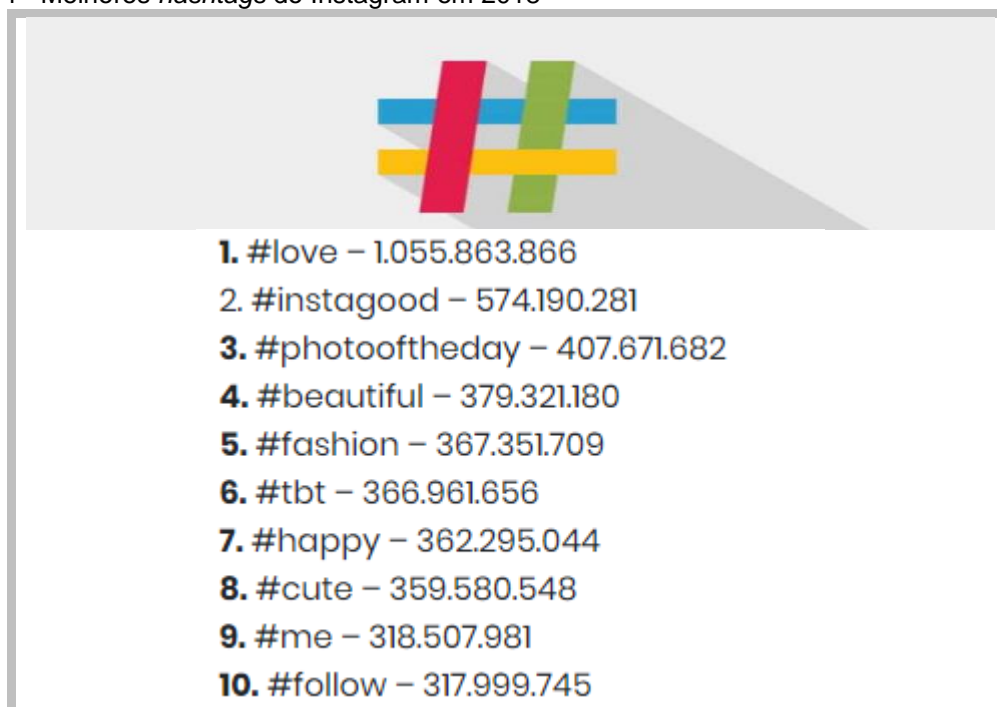 Melhores hashtags do Instagram em 2018
1. #love – 1.055.863.866
2. #instagood – 574.190.281
3. #photooftheday – 407.671.682
4. #beautiful – 379.321.180
5. #fashion – 367.351.709
6. #tbt – 366.961.656
7. #happy – 362.295.044
8. #cute – 359.580.548
9. #me – 318.507.981
10. #follow – 317.999.745